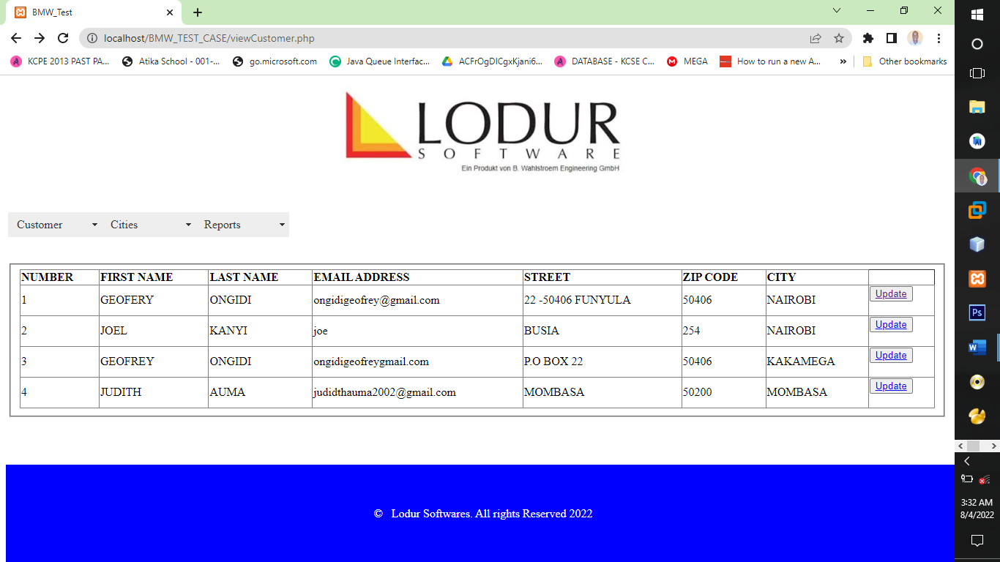 BMW_Test
localhost/BMW_TEST_CASE/viewCustomer.php
KCPE 2013 PAST PA... Atika School - 001-... go.microsoft.com Java Queue Interfac... ACFrOgDICgxKjani6... DATABASE - KCSE C... MEGA How to run a new A... » Other bookmarks
LODUR
SOFTWARE
Ein Produkt von B. Wahlstroem Engineering GmbH
Customer Cities Reports
NUMBER FIRST NAME LAST NAME EMAIL ADDRESS STREET ZIP CODE CITY
1 GEOFERY ONGIDI ongidigeofrey@gmail.com 22 -50406 FUNYULA 50406 NAIROBI Update
2 JOEL KANYI joe BUSIA 254 NAIROBI Update
3 GEOFREY ONGIDI ongidigeofreygmail.com P.O BOX 22 50406 KAKAMEGA Update
4 JUDITH AUMA judidthauma2002@gmail.com MOMBASA 50200 MOMBASA Update
© Lodur Softwares. All rights Reserved 2022
AI
Ps
W
3:32 AM
8/4/2022